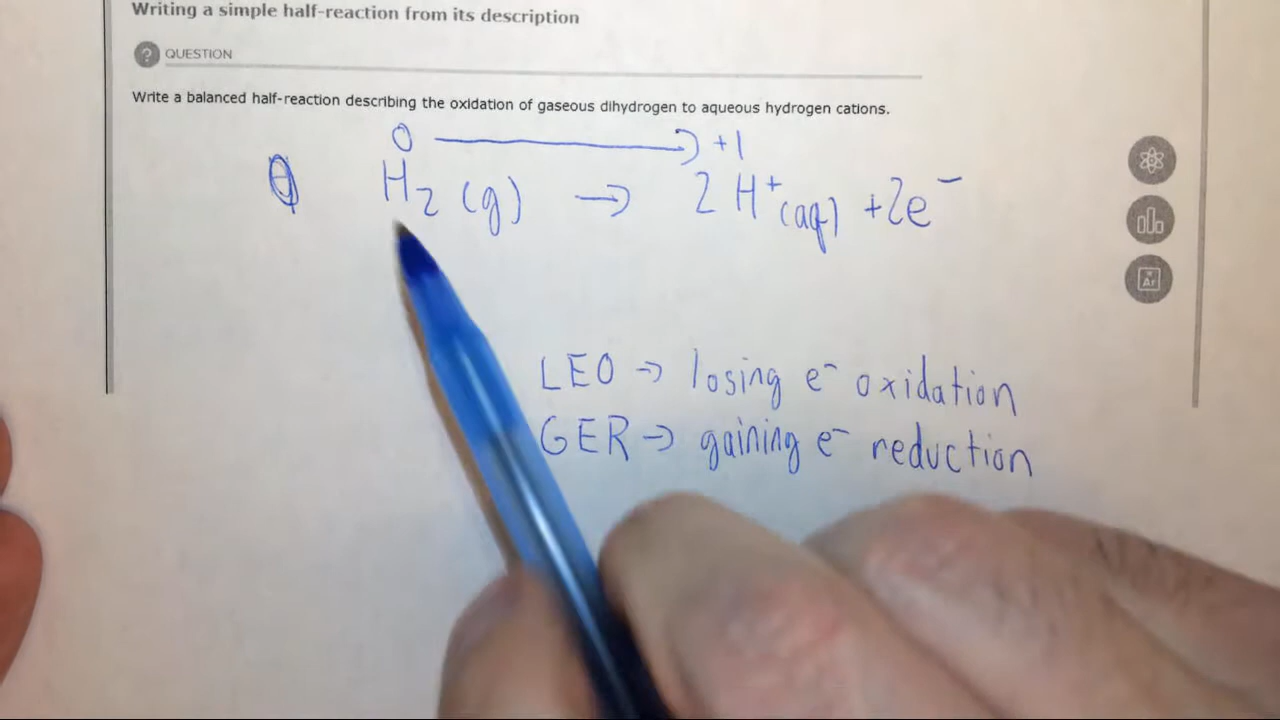 Writing a simple half-reaction from its description
? QUESTION
Write a balanced half-reaction describing the oxidation of gaseous dihydrogen to aqueous hydrogen cations.
0 → +1
H₂ (g) → 2 H⁺ (aq) + 2e⁻
LEO → losing e⁻ oxidation
GER → gaining e⁻ reduction
Ar